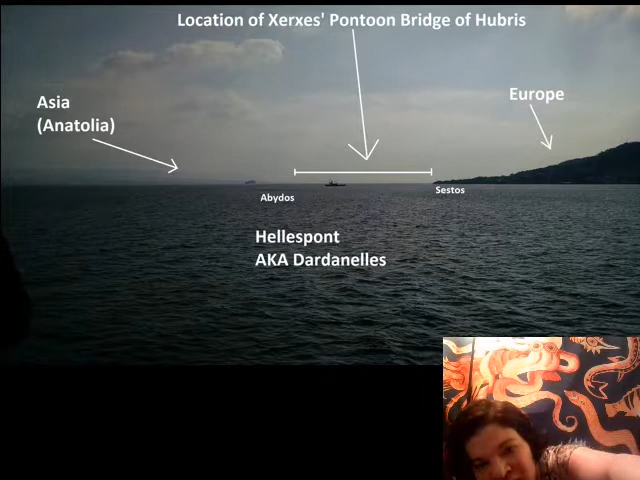 Location of Xerxes' Pontoon Bridge of Hubris
Asia
(Anatolia)
Europe
Abydos
Sestos
Hellespont
AKA Dardanelles